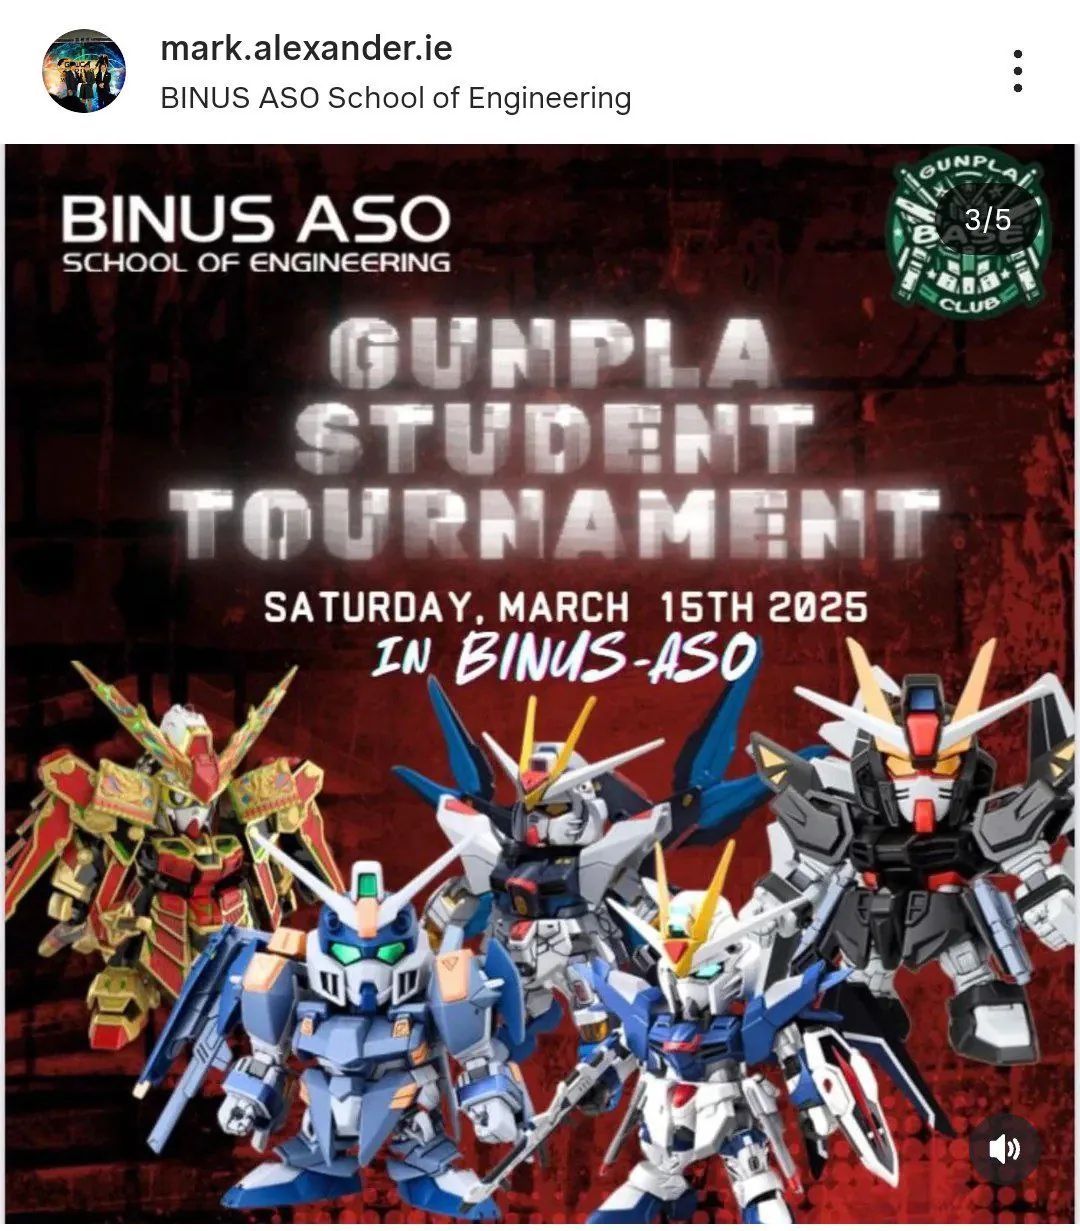 mark.alexander.ie
BINUS ASO School of Engineering
BINUS ASO
SCHOOL OF ENGINEERING
GUNPLA
3/5
BASE
CLUB
GUNPLA
STUDENT
TOURNAMENT
SATURDAY, MARCH 15TH 2025
IN BINUS-ASO